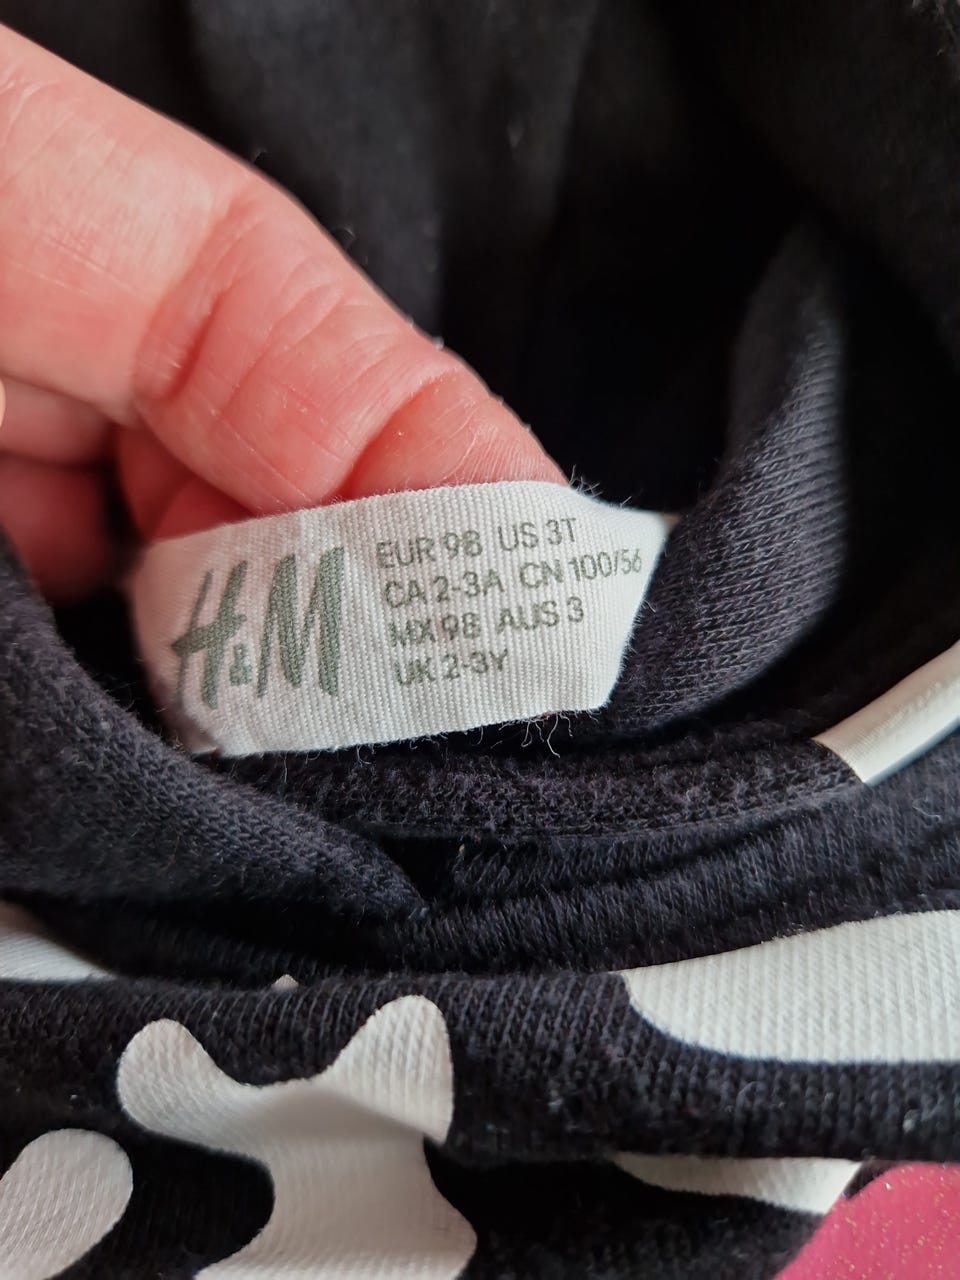 H&M
EUR 98 US 3T
CA 2-3A CN 100/56
MX 98 AUS 3
UK 2-3Y